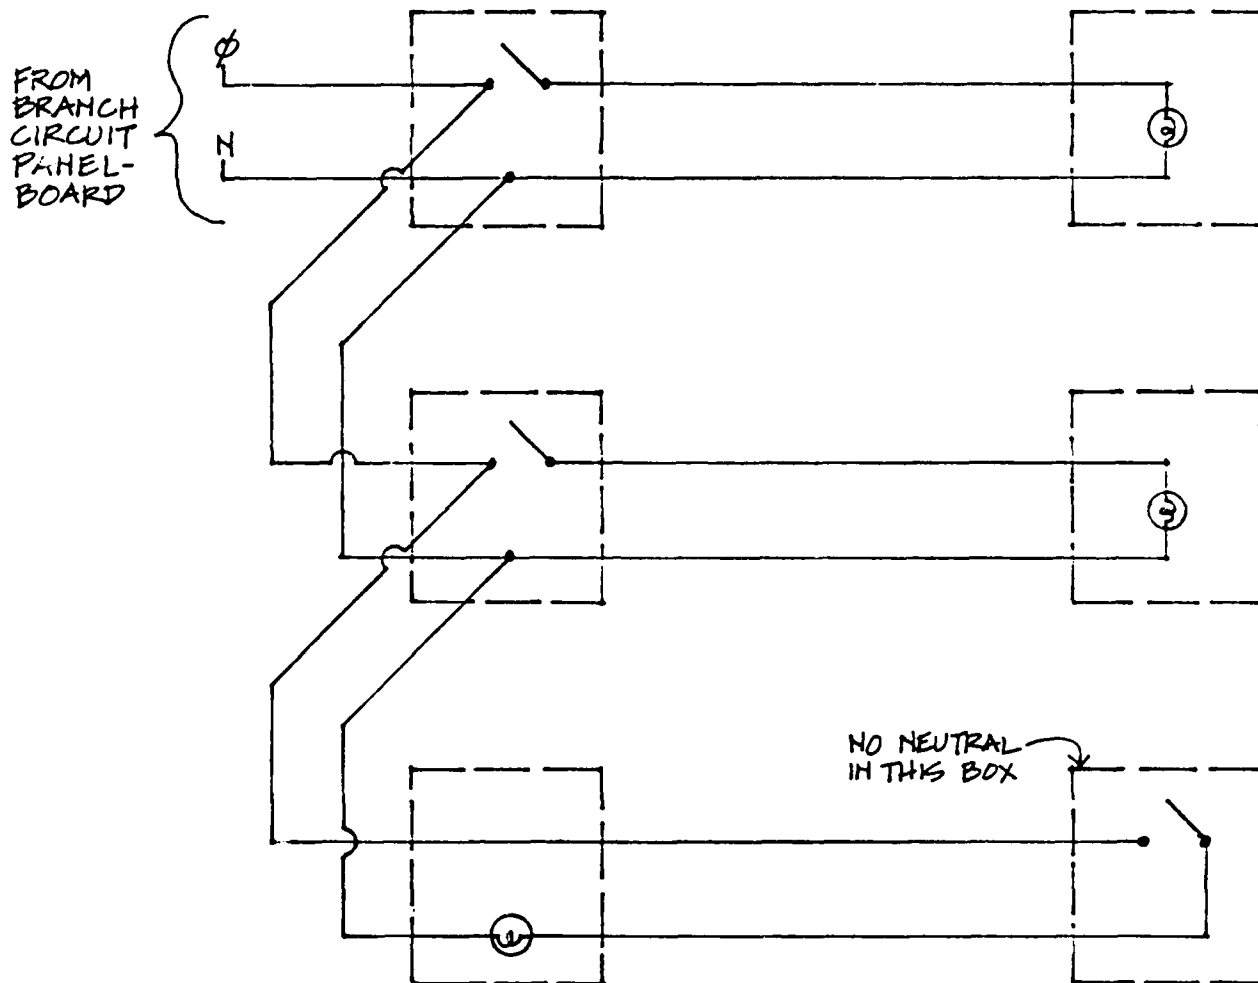 FROM
BRANCH
CIRCUIT
PANEL-
BOARD
ϕ
N
NO NEUTRAL
IN THIS BOX